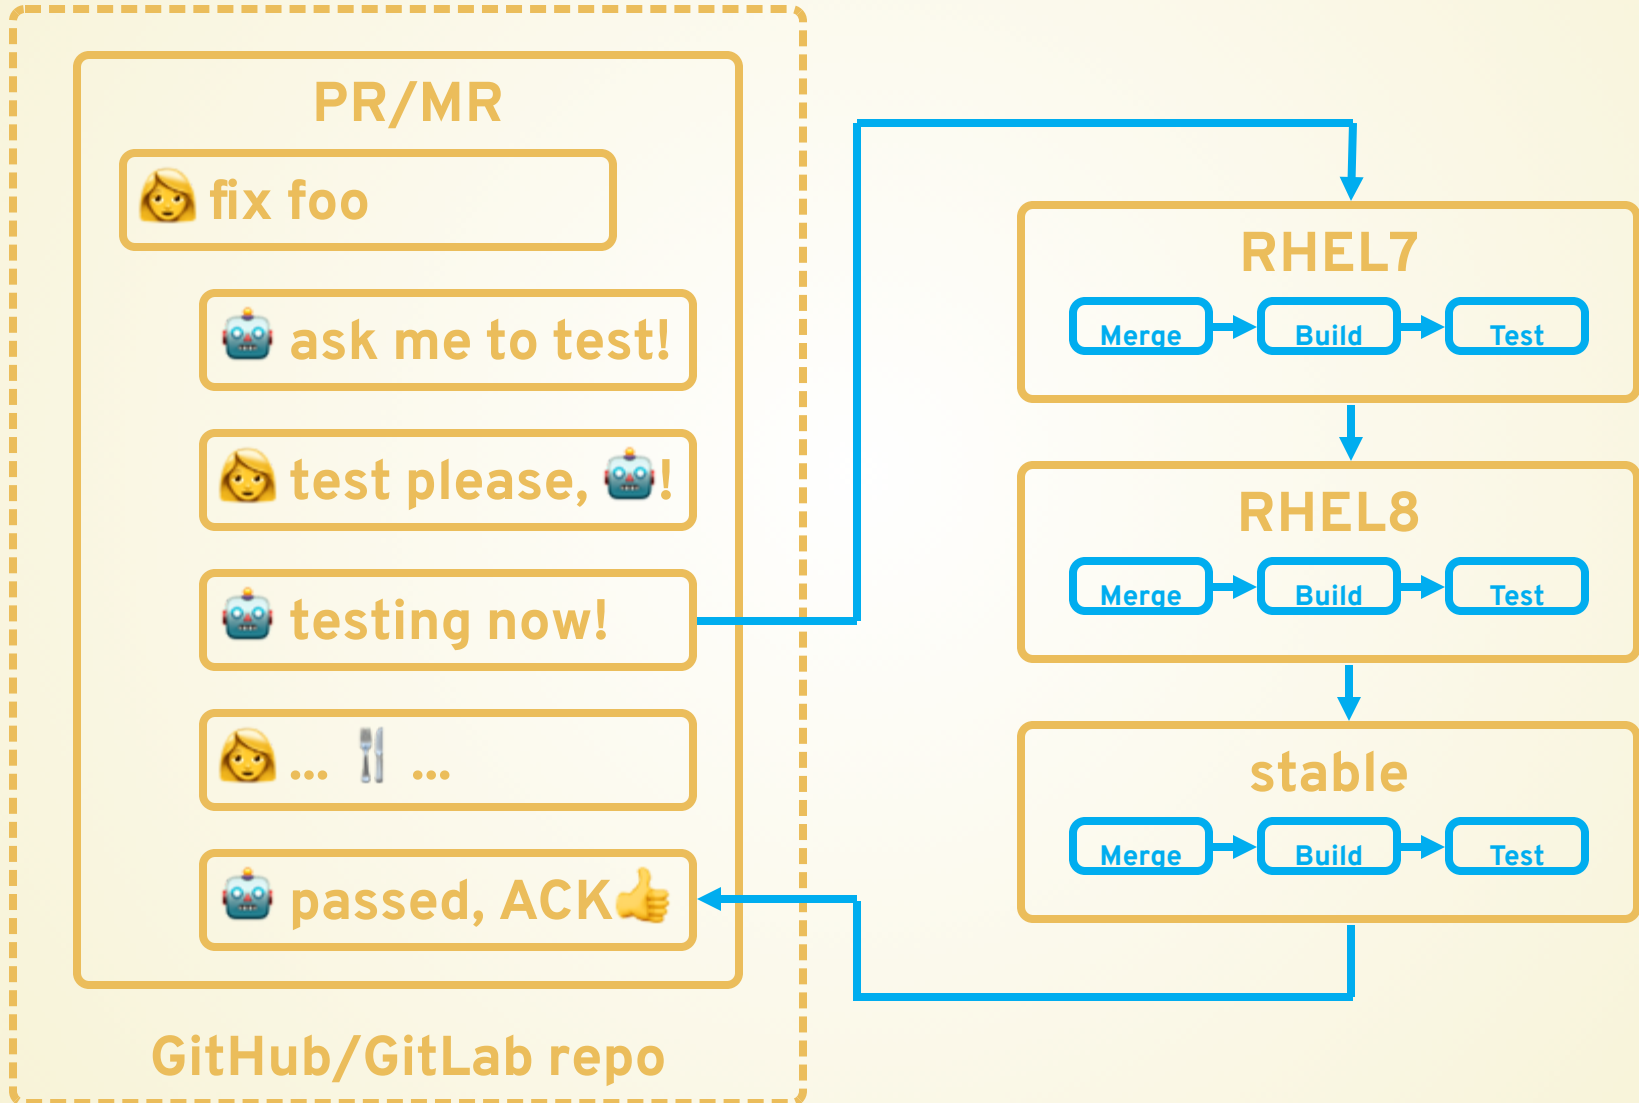 PR/MR
fix foo
ask me to test!
test please, 🤖!
testing now!
... 🍴 ...
passed, ACK👍
GitHub/GitLab repo
RHEL7
Merge
Build
Test
RHEL8
Merge
Build
Test
stable
Merge
Build
Test